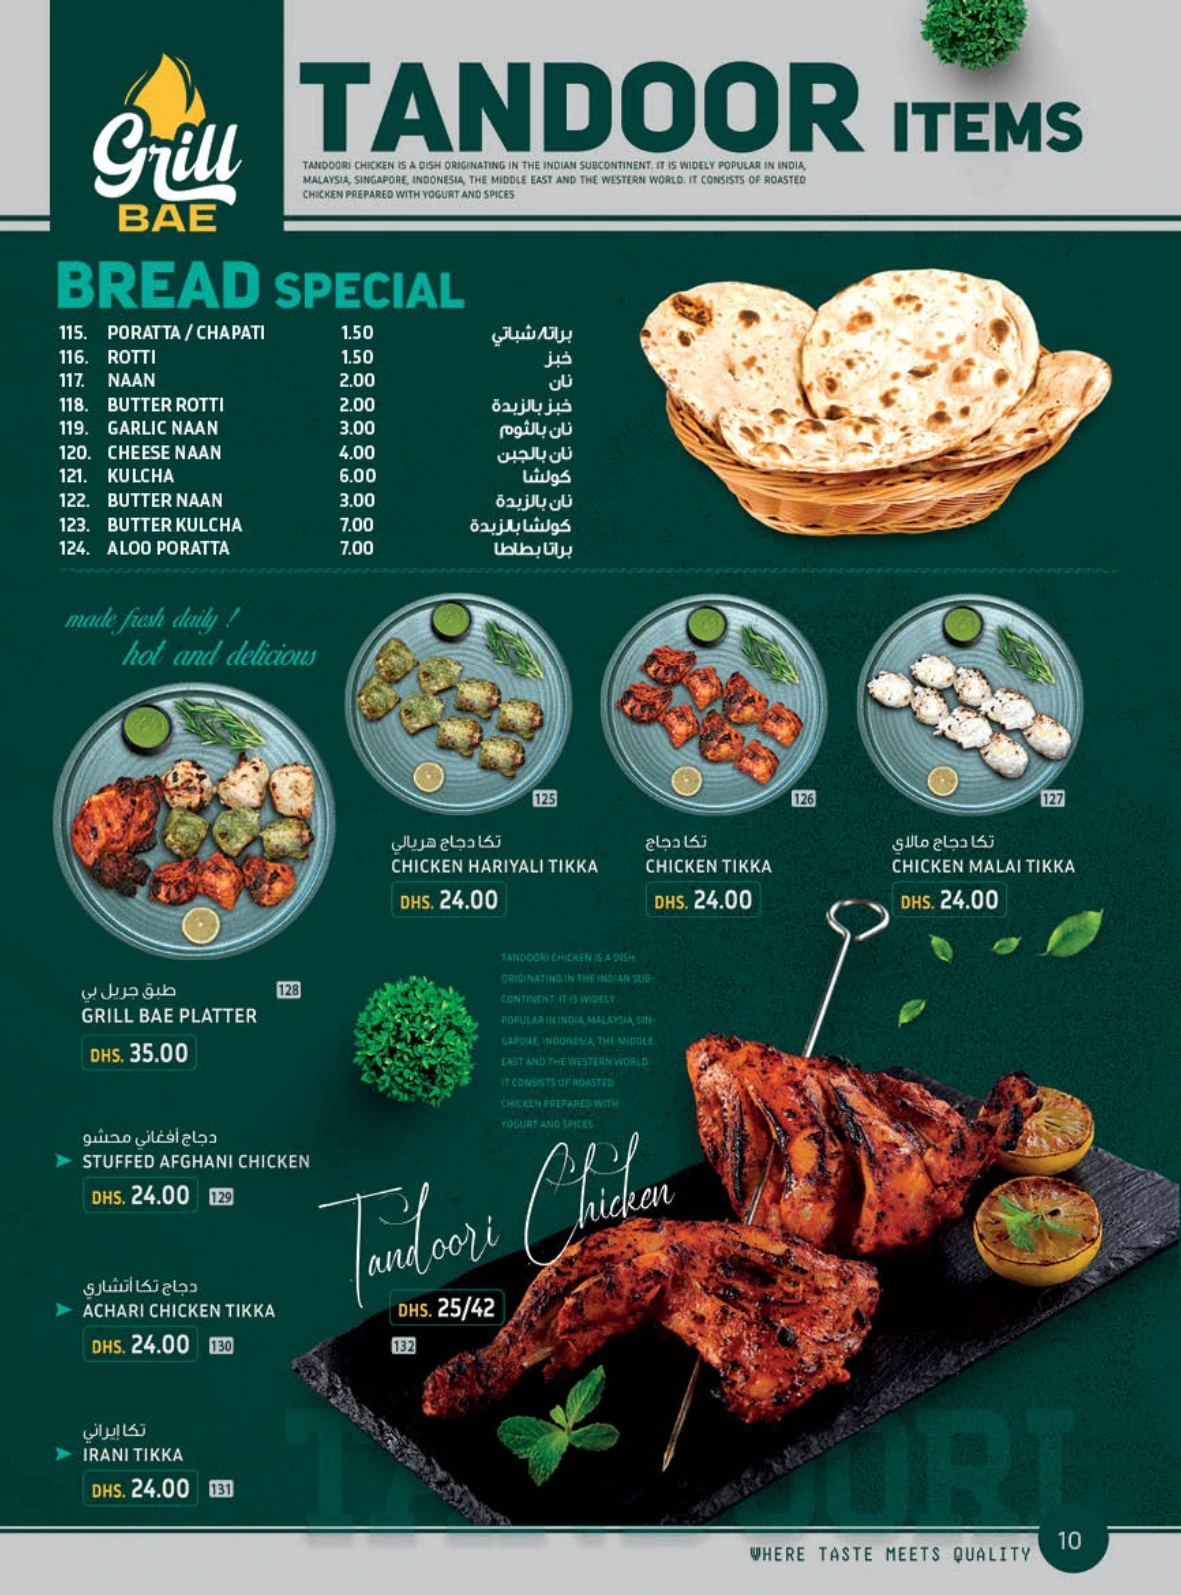 Grill
BAE
TANDOOR ITEMS
TANDOORI CHICKEN IS A DISH ORIGINATING IN THE INDIAN SUBCONTINENT. IT IS WIDELY POPULAR IN INDIA,
MALAYSIA, SINGAPORE, INDONESIA, THE MIDDLE EAST AND THE WESTERN WORLD. IT CONSISTS OF ROASTED
CHICKEN PREPARED WITH YOGURT AND SPICES
BREAD SPECIAL
115. PORATTA / CHAPATI 1.50 براتا/شباتي
116. ROTTI 1.50 خبز
117. NAAN 2.00 نان
118. BUTTER ROTTI 2.00 خبز بالزبدة
119. GARLIC NAAN 3.00 نان بالثوم
120. CHEESE NAAN 4.00 نان بالجبن
121. KULCHA 6.00 كولشا
122. BUTTER NAAN 3.00 نان بالزبدة
123. BUTTER KULCHA 7.00 كولشا بالزبدة
124. ALOO PORATTA 7.00 براتا بطاطا
made fresh daily !
hot and delicious
125
تكا دجاج هريالي
CHICKEN HARIYALI TIKKA
DHS. 24.00
126
تكا دجاج
CHICKEN TIKKA
DHS. 24.00
127
تكا دجاج مالاي
CHICKEN MALAI TIKKA
DHS. 24.00
طبق جريل بي 128
GRILL BAE PLATTER
DHS. 35.00
TANDOORI CHICKEN IS A DISH
ORIGINATING IN THE INDIAN SUB-
CONTINENT. IT IS WIDELY
POPULAR IN INDIA, MALAYSIA, SIN-
GAPORE, INDONESIA, THE MIDDLE
EAST AND THE WESTERN WORLD.
IT CONSISTS OF ROASTED
CHICKEN PREPARED WITH
YOGURT AND SPICES
دجاج أفغاني محشو
STUFFED AFGHANI CHICKEN
DHS. 24.00 129
Tandoori Chicken
DHS. 25/42
132
دجاج تكا أتشاري
ACHARI CHICKEN TIKKA
DHS. 24.00 130
تكا إيراني
IRANI TIKKA
DHS. 24.00 131
TANDOORI
WHERE TASTE MEETS QUALITY
10